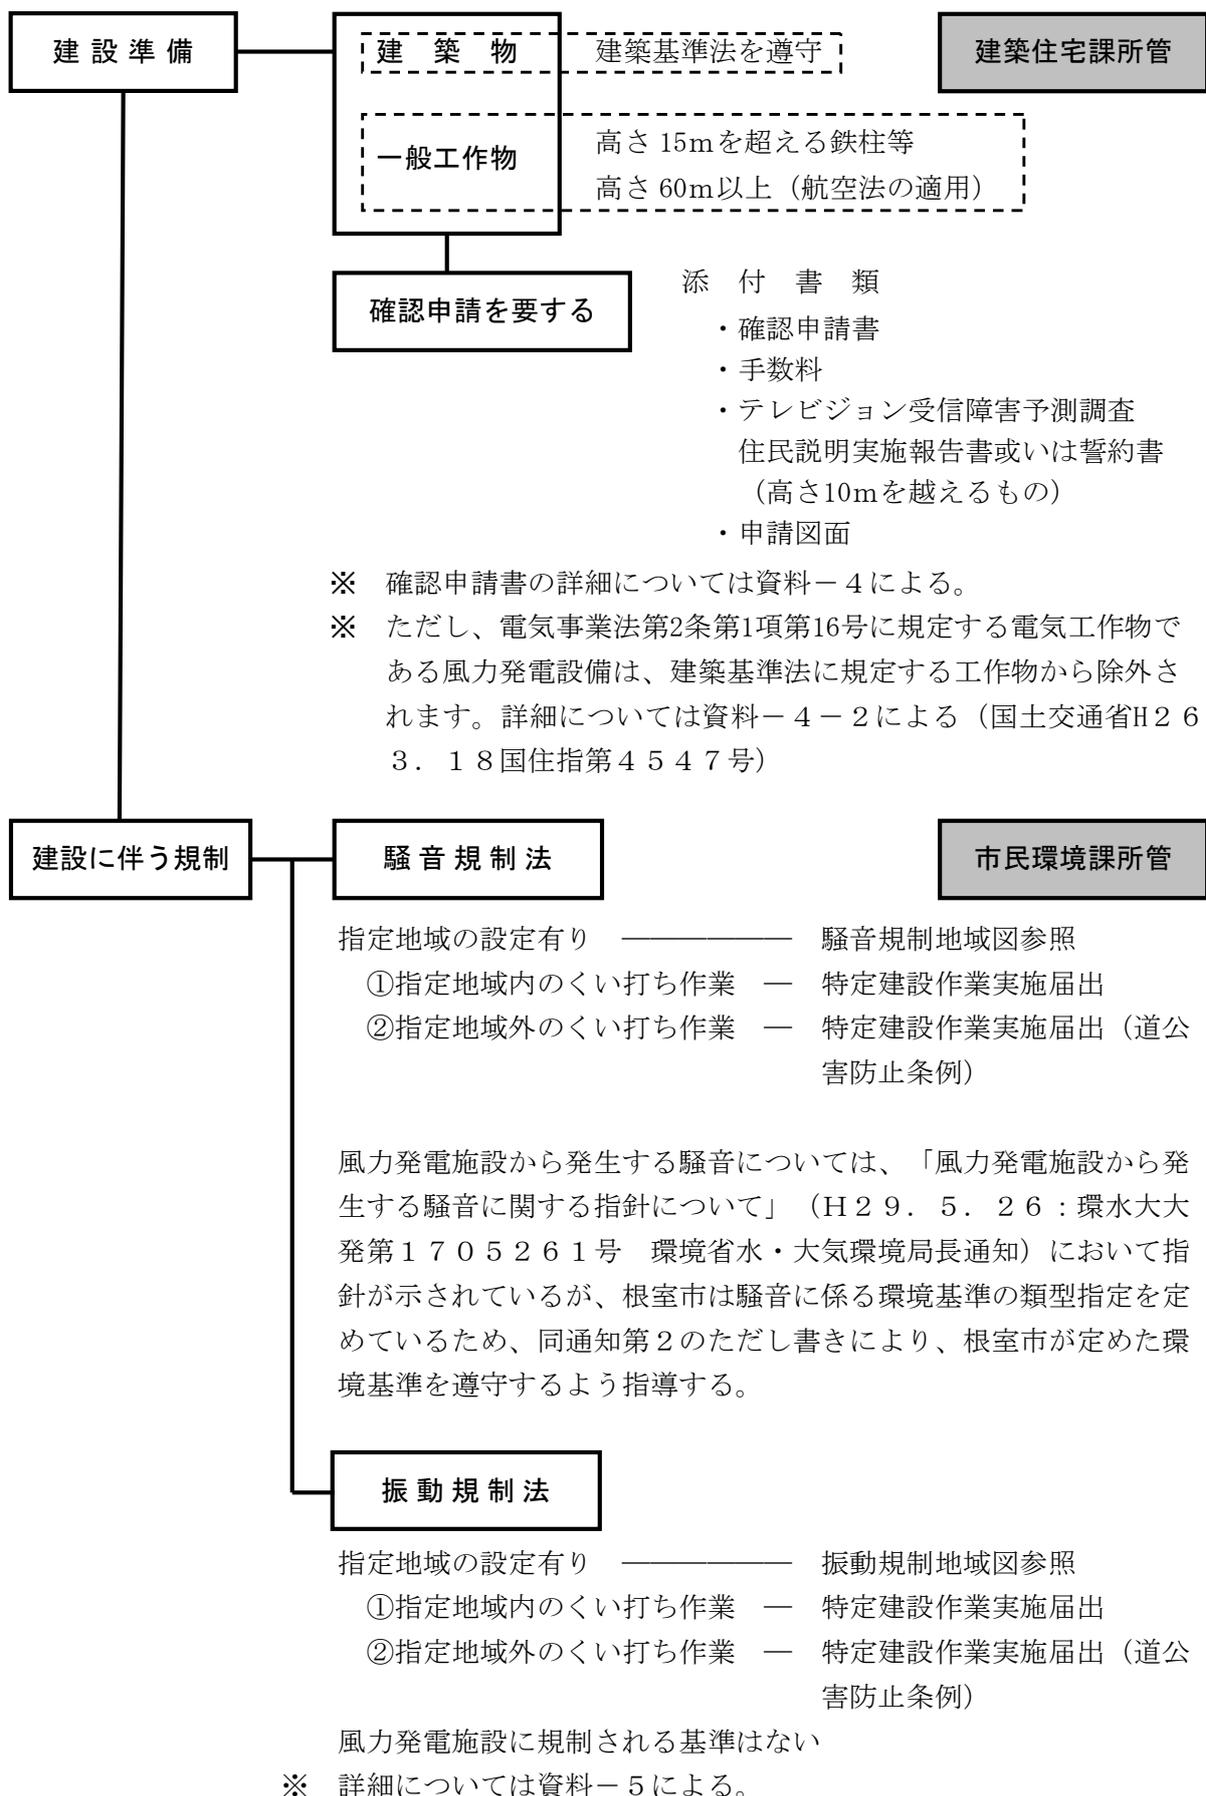 建設準備
建　築　物　　建築基準法を遵守
建築住宅課所管
一般工作物
高さ 15ｍを超える鉄柱等
高さ 60ｍ以上（航空法の適用）
確認申請を要する
添　付　書　類
・確認申請書
・手数料
・テレビジョン受信障害予測調査
住民説明実施報告書或いは誓約書
（高さ10ｍを越えるもの）
・申請図面
※　確認申請書の詳細については資料－４による。
※　ただし、電気事業法第2条第1項第16号に規定する電気工作物で
ある風力発電設備は、建築基準法に規定する工作物から除外さ
れます。詳細については資料－４－２による（国土交通省H２６
３．１８国住指第４５４７号）
建設に伴う規制
騒音規制法
市民環境課所管
指定地域の設定有り　――――――　騒音規制地域図参照
①指定地域内のくい打ち作業　―　特定建設作業実施届出
②指定地域外のくい打ち作業　―　特定建設作業実施届出（道公
害防止条例）
風力発電施設から発生する騒音については、「風力発電施設から発
生する騒音に関する指針について」（Ｈ２９．５．２６：環水大大
発第１７０５２６１号　環境省水・大気環境局長通知）において指
針が示されているが、根室市は騒音に係る環境基準の類型指定を定
めているため、同通知第２のただし書きにより、根室市が定めた環
境基準を遵守するよう指導する。
振動規制法
指定地域の設定有り　――――――　振動規制地域図参照
①指定地域内のくい打ち作業　―　特定建設作業実施届出
②指定地域外のくい打ち作業　―　特定建設作業実施届出（道公
害防止条例）
風力発電施設に規制される基準はない
※　詳細については資料－５による。